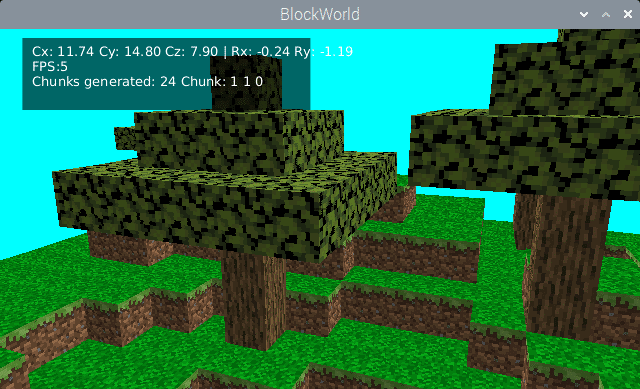 BlockWorld
Cx: 11.74 Cy: 14.80 Cz: 7.90 | Rx: -0.24 Ry: -1.19
FPS:5
Chunks generated: 24 Chunk: 1 1 0